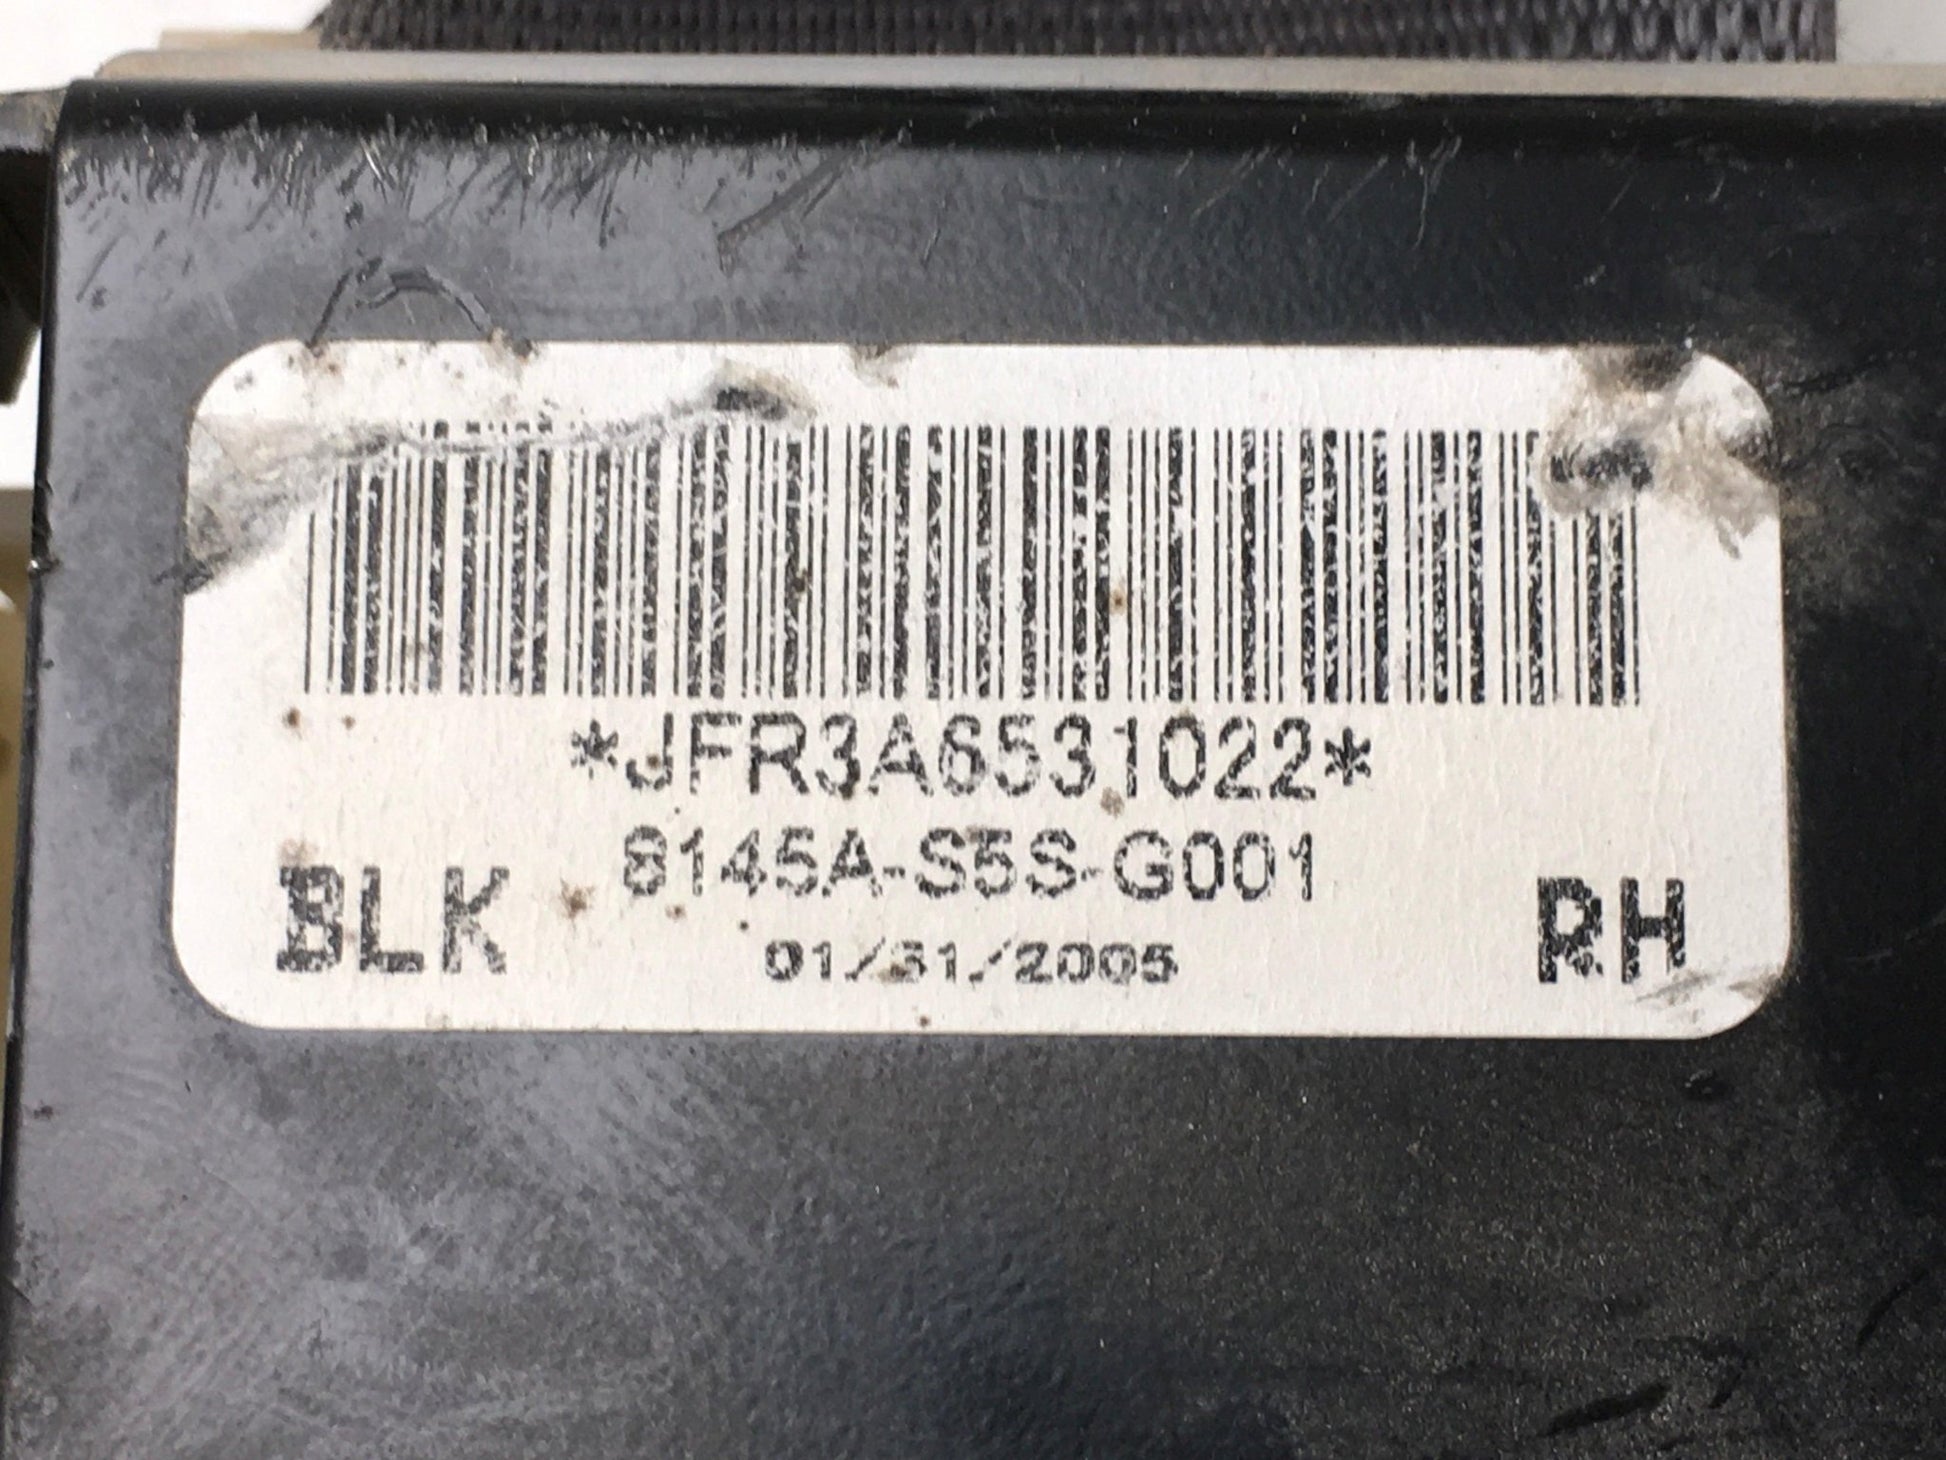 *JFR3A6531022*
8145A-S5S-G001
BLK RH
01/31/2005